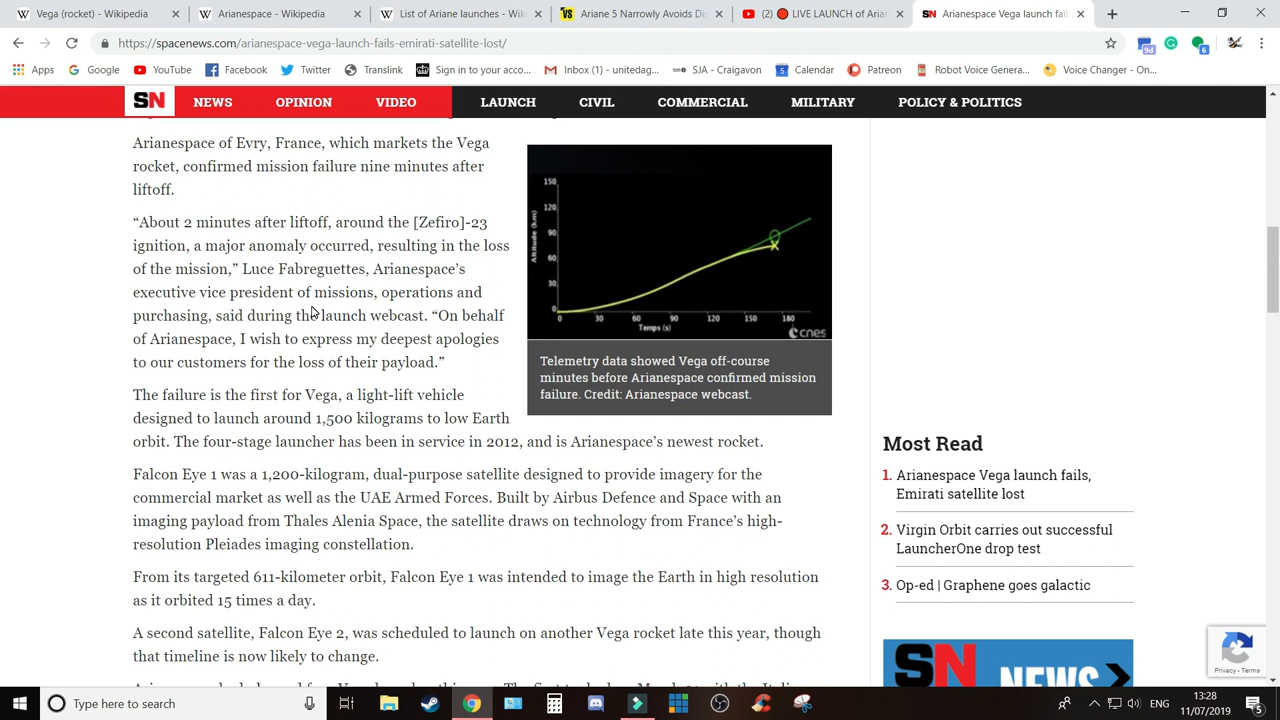 Vega (rocket) - Wikipedia
Arianespace - Wikipedia
List of Ariane launches - Wik
Ariane 5 Narrowly Avoids Di
(2) 🔴 LIVE LAUNCH of Arian
Arianespace Vega launch fail
https://spacenews.com/arianespace-vega-launch-fails-emirati-satellite-lost/
9d
6
Apps
Google
YouTube
Facebook
Twitter
Translink
Sign in to your acco...
Inbox (1) - unitedag...
SJA - Craigavon
Calendar
Patreon
Robot Voice Genera...
Voice Changer - On...
SN
NEWS
OPINION
VIDEO
LAUNCH
CIVIL
COMMERCIAL
MILITARY
POLICY & POLITICS
Arianespace of Evry, France, which markets the Vega
rocket, confirmed mission failure nine minutes after
liftoff.
“About 2 minutes after liftoff, around the [Zefiro]-23
ignition, a major anomaly occurred, resulting in the loss
of the mission,” Luce Fabreguettes, Arianespace’s
executive vice president of missions, operations and
purchasing, said during the launch webcast. “On behalf
of Arianespace, I wish to express my deepest apologies
to our customers for the loss of their payload.”
150
120
90
60
30
0
Altitude (km)
0
30
60
90
120
150
180
Temps (s)
cnes
Telemetry data showed Vega off-course
minutes before Arianespace confirmed mission
failure. Credit: Arianespace webcast.
The failure is the first for Vega, a light-lift vehicle
designed to launch around 1,500 kilograms to low Earth
orbit. The four-stage launcher has been in service in 2012, and is Arianespace’s newest rocket.
Falcon Eye 1 was a 1,200-kilogram, dual-purpose satellite designed to provide imagery for the
commercial market as well as the UAE Armed Forces. Built by Airbus Defence and Space with an
imaging payload from Thales Alenia Space, the satellite draws on technology from France’s high-
resolution Pleiades imaging constellation.
From its targeted 611-kilometer orbit, Falcon Eye 1 was intended to image the Earth in high resolution
as it orbited 15 times a day.
A second satellite, Falcon Eye 2, was scheduled to launch on another Vega rocket late this year, though
that timeline is now likely to change.
Most Read
1. Arianespace Vega launch fails,
Emirati satellite lost
2. Virgin Orbit carries out successful
LauncherOne drop test
3. Op-ed | Graphene goes galactic
SN NEWS
Privacy - Terms
Type here to search
13:28
11/07/2019
5